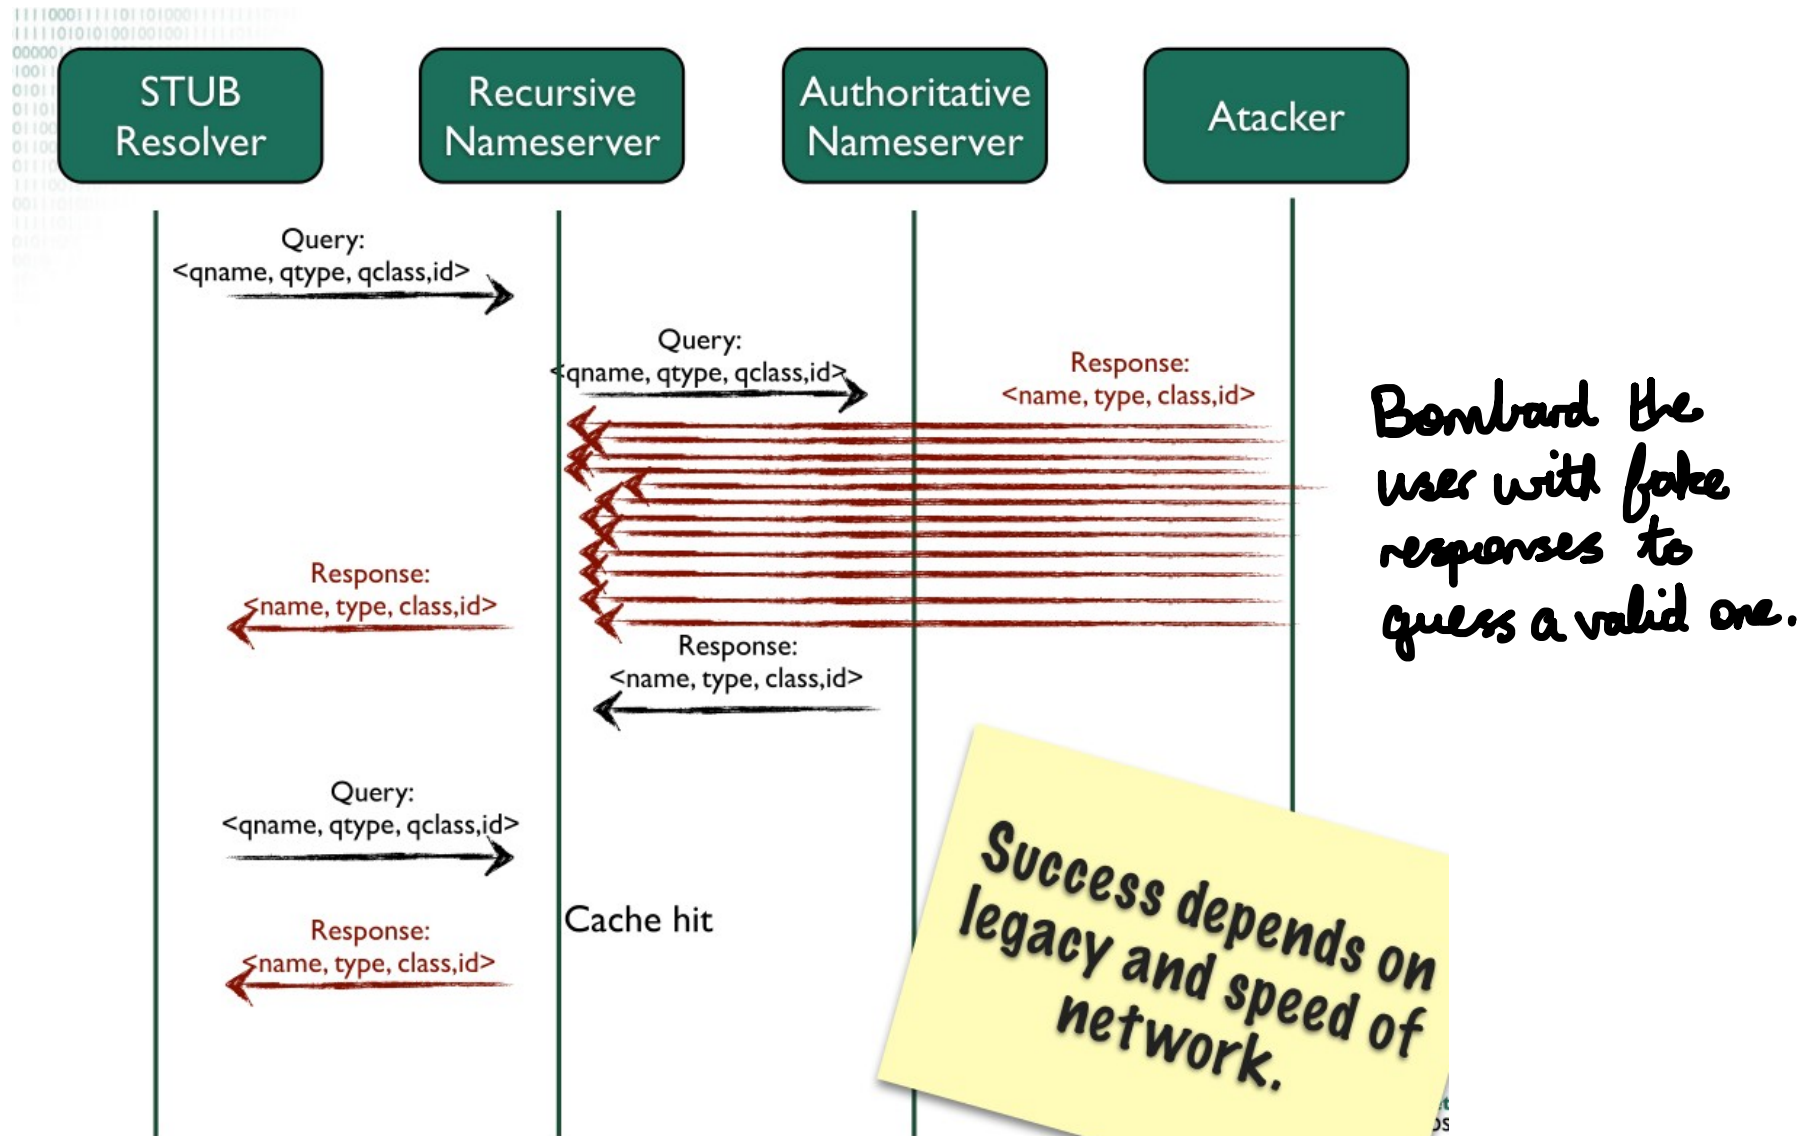 STUB
Resolver
Recursive
Nameserver
Authoritative
Nameserver
Atacker
Query:
<qname, qtype, qclass,id>
Query:
<qname, qtype, qclass,id>
Response:
<name, type, class,id>
Bombard the
user with fake
responses to
guess a valid one.
Response:
<name, type, class,id>
Response:
<name, type, class,id>
Query:
<qname, qtype, qclass,id>
Cache hit
Response:
<name, type, class,id>
Success depends on
legacy and speed of
network.